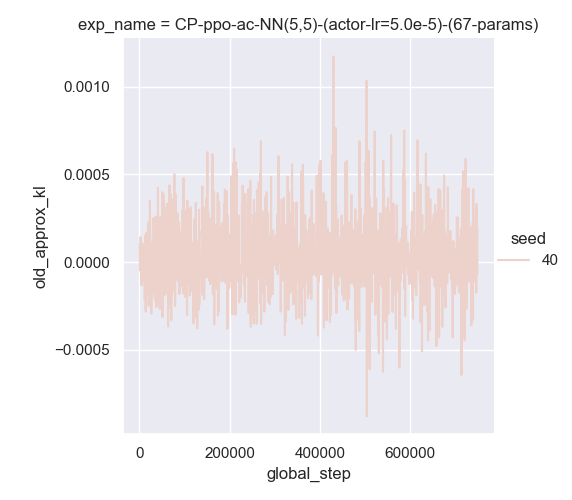 exp_name = CP-ppo-ac-NN(5,5)-(actor-lr=5.0e-5)-(67-params)
0.0010
0.0005
0.0000
−0.0005
old_approx_kl
0
200000
400000
600000
global_step
seed
40